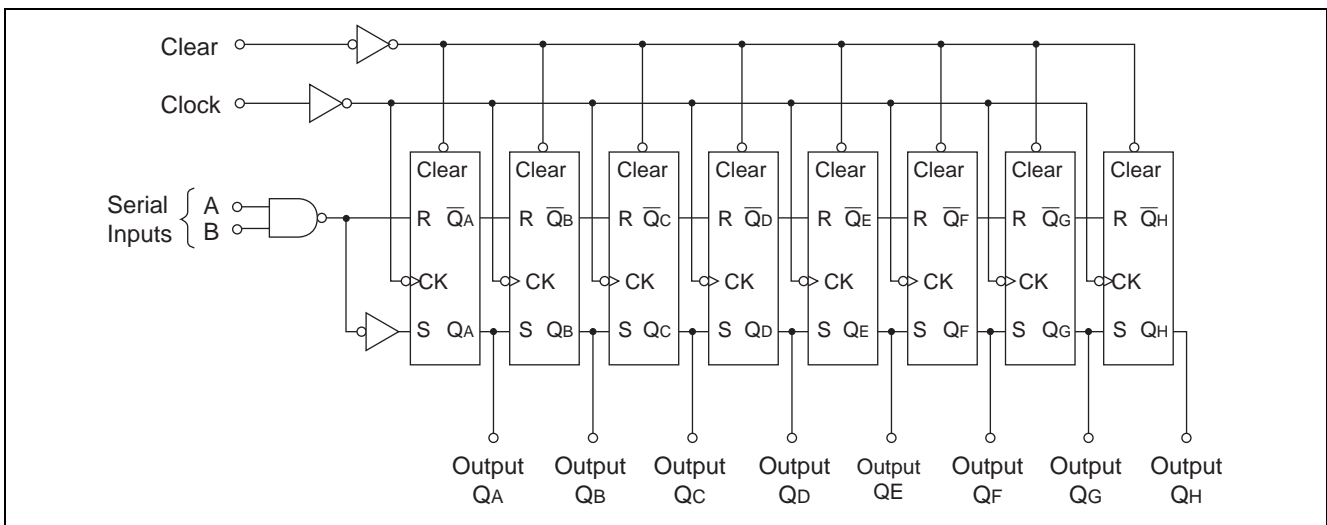 Clear
Clock
Clear Clear Clear Clear Clear Clear Clear Clear
Serial Inputs A B
R Q̅A R Q̅B R Q̅C R Q̅D R Q̅E R Q̅F R Q̅G R Q̅H
CK CK CK CK CK CK CK CK
S QA S QB S QC S QD S QE S QF S QG S QH
Output Output Output Output Output Output Output Output
QA QB QC QD QE QF QG QH